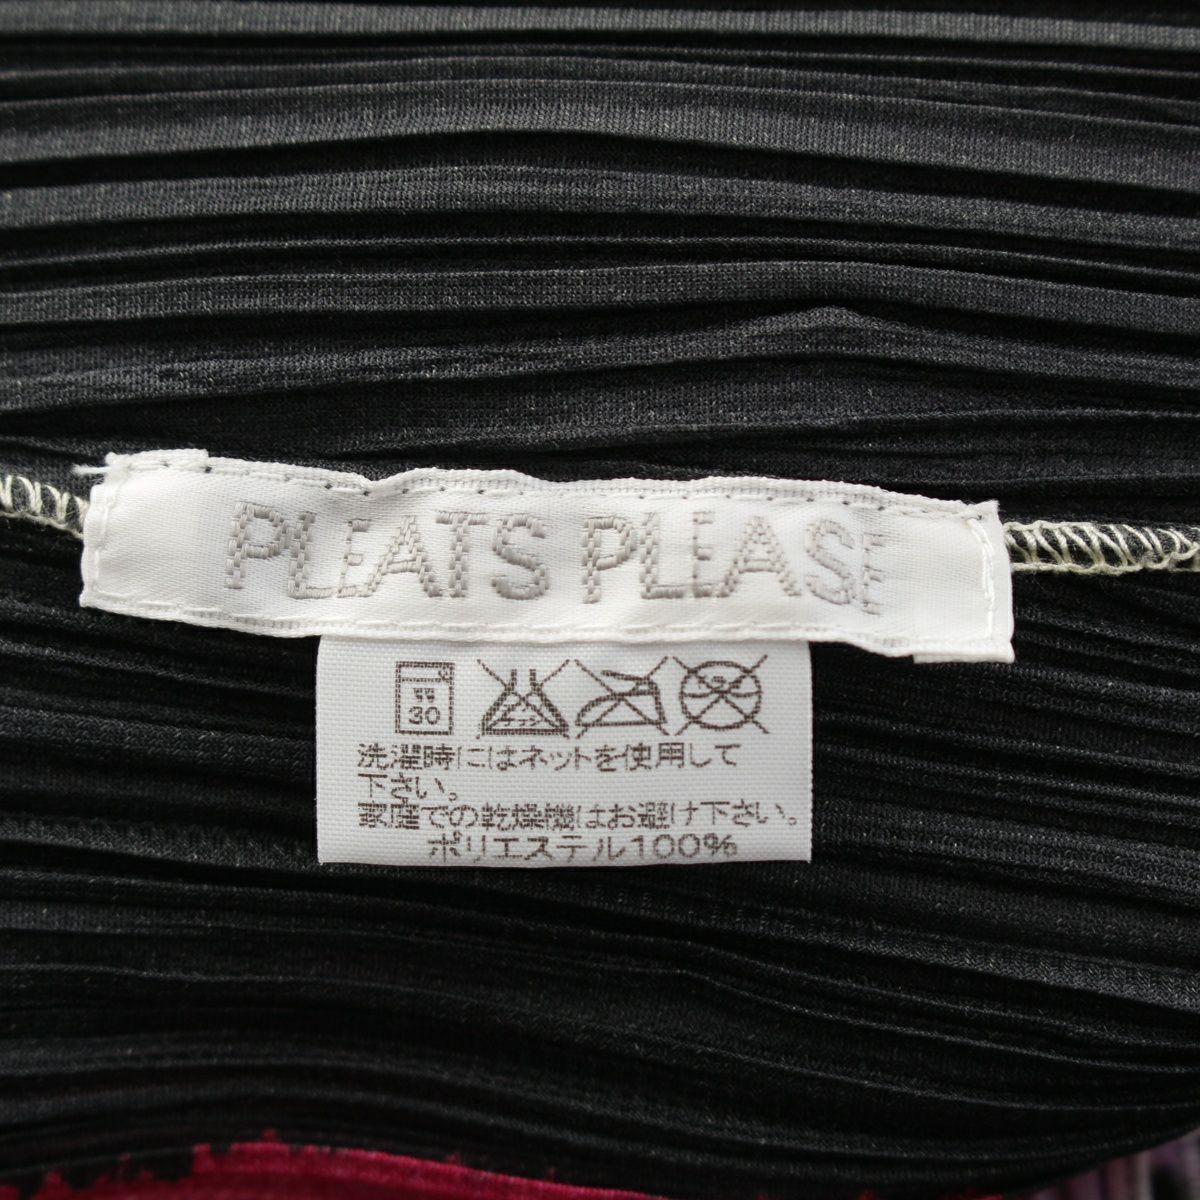 PLEATS PLEASE
30
洗濯時にはネットを使用して
下さい。
家庭での乾燥機はお避け下さい。
ポリエステル100%